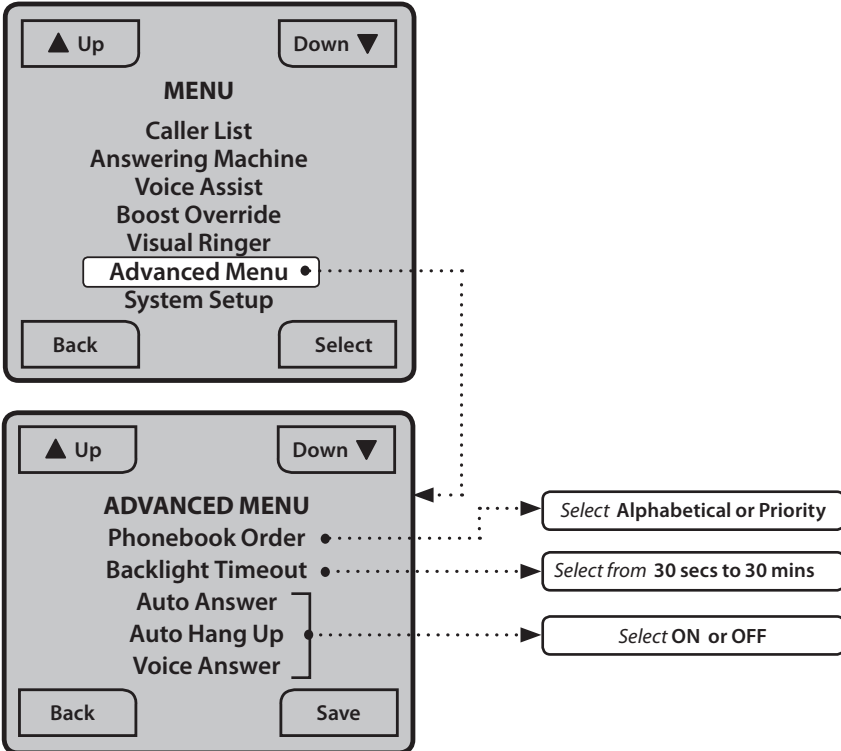 ▲ Up
Down ▼
MENU
Caller List
Answering Machine
Voice Assist
Boost Override
Visual Ringer
Advanced Menu
System Setup
Back
Select
▲ Up
Down ▼
ADVANCED MENU
Phonebook Order
Select Alphabetical or Priority
Backlight Timeout
Select from 30 secs to 30 mins
Auto Answer
Auto Hang Up
Select ON or OFF
Voice Answer
Back
Save